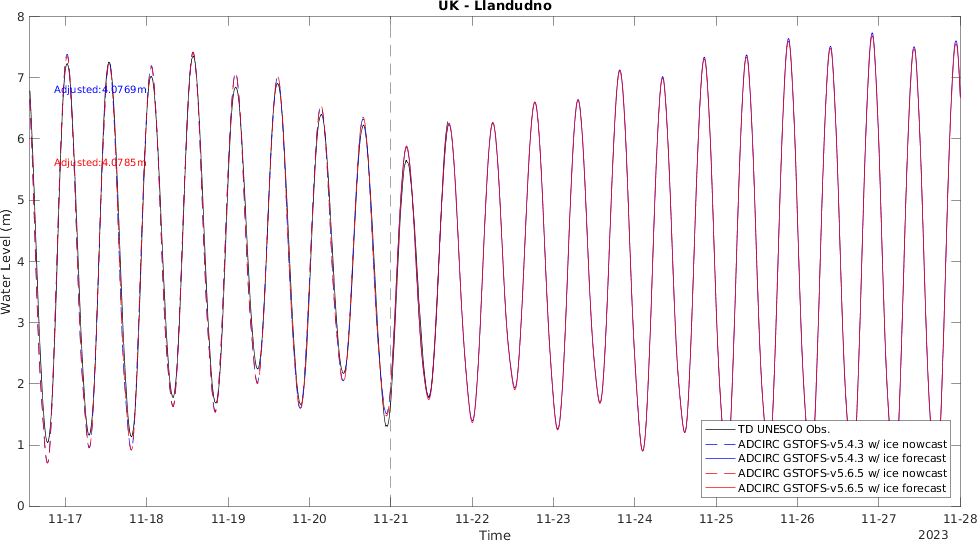 UK - Llandudno
8
7
6
5
4
3
2
1
0
Water Level (m)
Adjusted:4.0769m
Adjusted:4.0785m
TD UNESCO Obs.
ADCIRC GSTOFS-v5.4.3 w/ ice nowcast
ADCIRC GSTOFS-v5.4.3 w/ ice forecast
ADCIRC GSTOFS-v5.6.5 w/ ice nowcast
ADCIRC GSTOFS-v5.6.5 w/ ice forecast
11-17 11-18 11-19 11-20 11-21 11-22 11-23 11-24 11-25 11-26 11-27 11-28
Time
2023